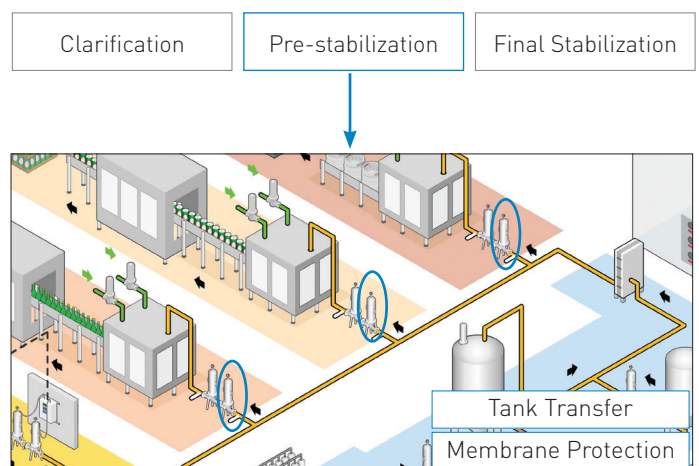 Clarification
Pre-stabilization
Final Stabilization
Tank Transfer
Membrane Protection